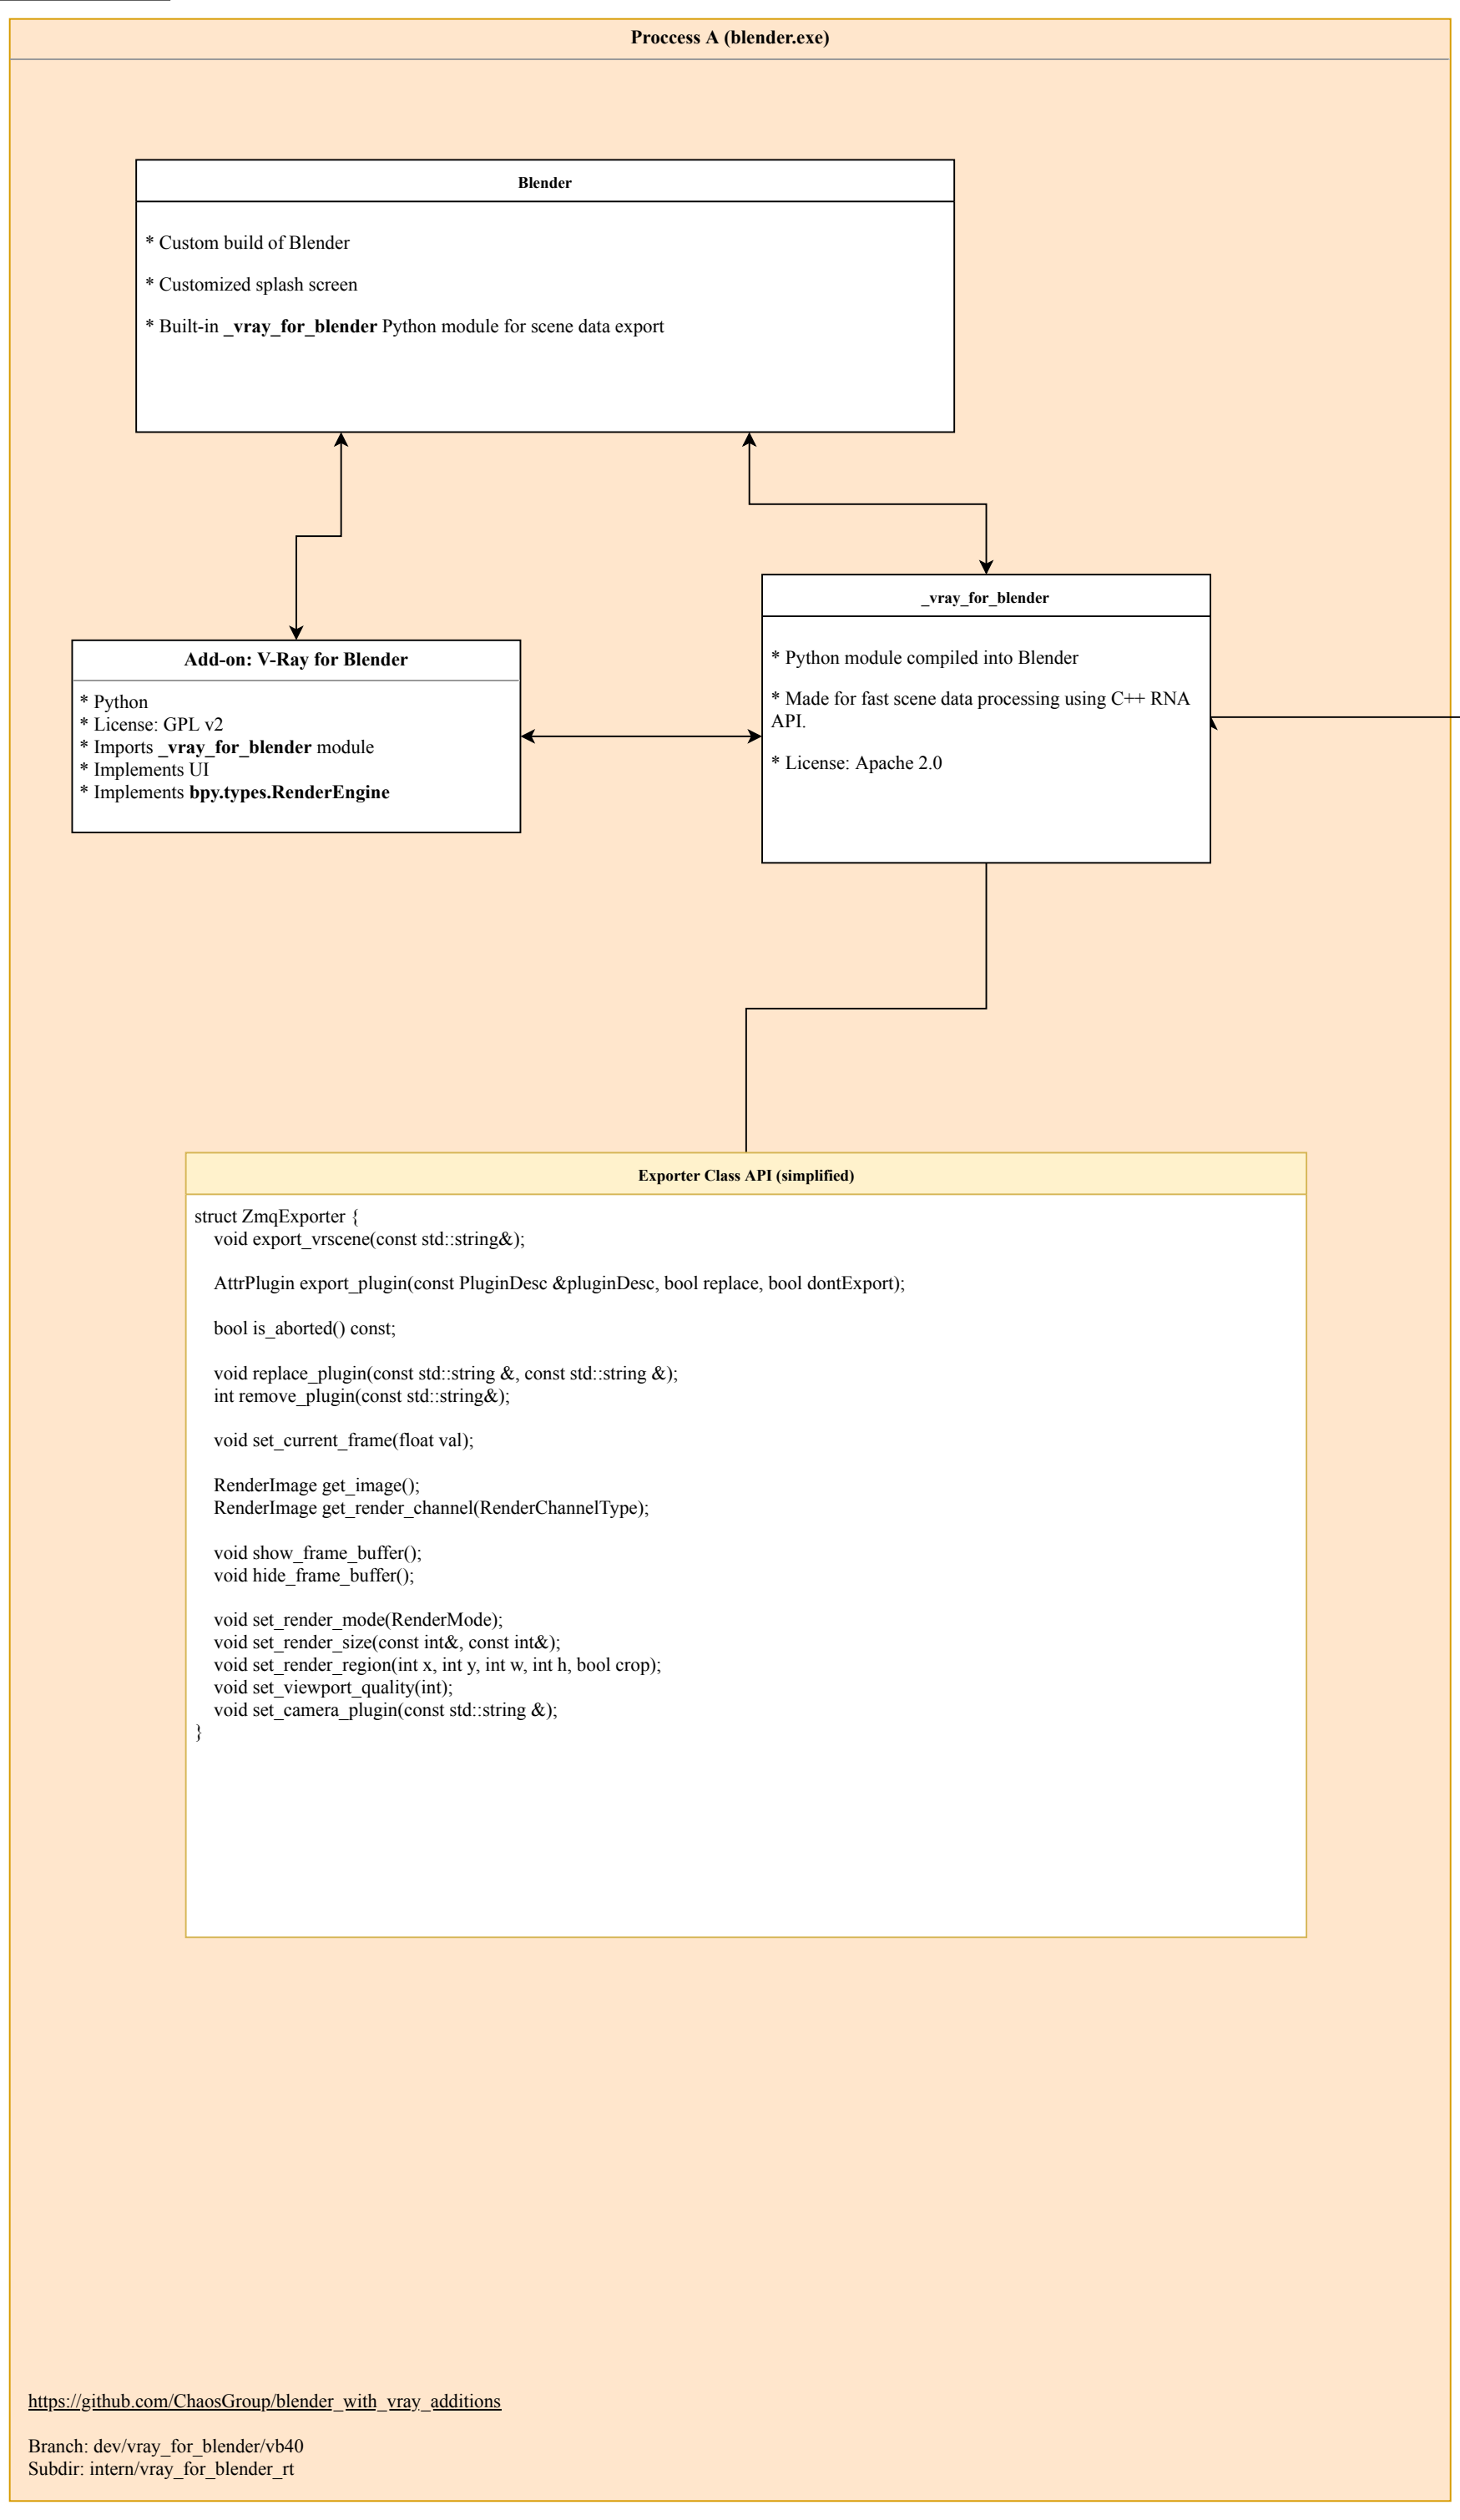 Proccess A (blender.exe)
Blender
* Custom build of Blender
* Customized splash screen
* Built-in _vray_for_blender Python module for scene data export
_vray_for_blender
* Python module compiled into Blender
* Made for fast scene data processing using C++ RNA
API.
* License: Apache 2.0
Add-on: V-Ray for Blender
* Python
* License: GPL v2
* Imports _vray_for_blender module
* Implements UI
* Implements bpy.types.RenderEngine
Exporter Class API (simplified)
struct ZmqExporter {
void export_vrscene(const std::string&);
AttrPlugin export_plugin(const PluginDesc &pluginDesc, bool replace, bool dontExport);
bool is_aborted() const;
void replace_plugin(const std::string &, const std::string &);
int remove_plugin(const std::string&);
void set_current_frame(float val);
RenderImage get_image();
RenderImage get_render_channel(RenderChannelType);
void show_frame_buffer();
void hide_frame_buffer();
void set_render_mode(RenderMode);
void set_render_size(const int&, const int&);
void set_render_region(int x, int y, int w, int h, bool crop);
void set_viewport_quality(int);
void set_camera_plugin(const std::string &);
}
https://github.com/ChaosGroup/blender_with_vray_additions
Branch: dev/vray_for_blender/vb40
Subdir: intern/vray_for_blender_rt